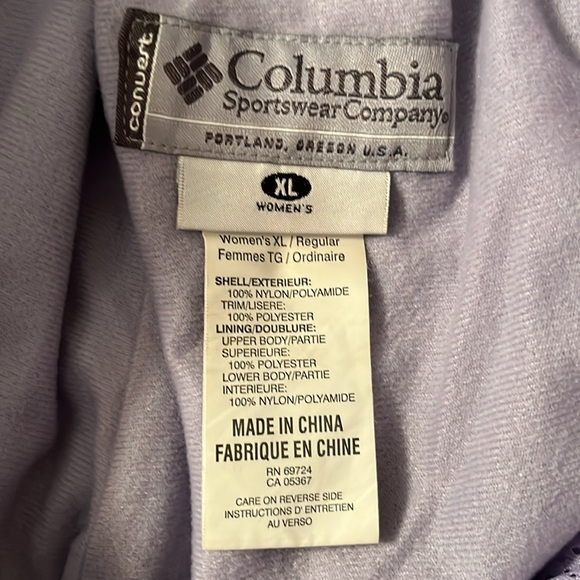 convert
Columbia
Sportswear Company®
PORTLAND, OREGON U.S.A.
XL
WOMEN'S
Women's XL / Regular
Femmes TG / Ordinaire
SHELL/EXTERIEUR:
100% NYLON/POLYAMIDE
TRIM/LISERE:
100% POLYESTER
LINING/DOUBLURE:
UPPER BODY/PARTIE
SUPERIEURE:
100% POLYESTER
LOWER BODY/PARTIE
INTERIEURE:
100% NYLON/POLYAMIDE
MADE IN CHINA
FABRIQUE EN CHINE
RN 69724
CA 05367
CARE ON REVERSE SIDE
INSTRUCTIONS D' ENTRETIEN
AU VERSO